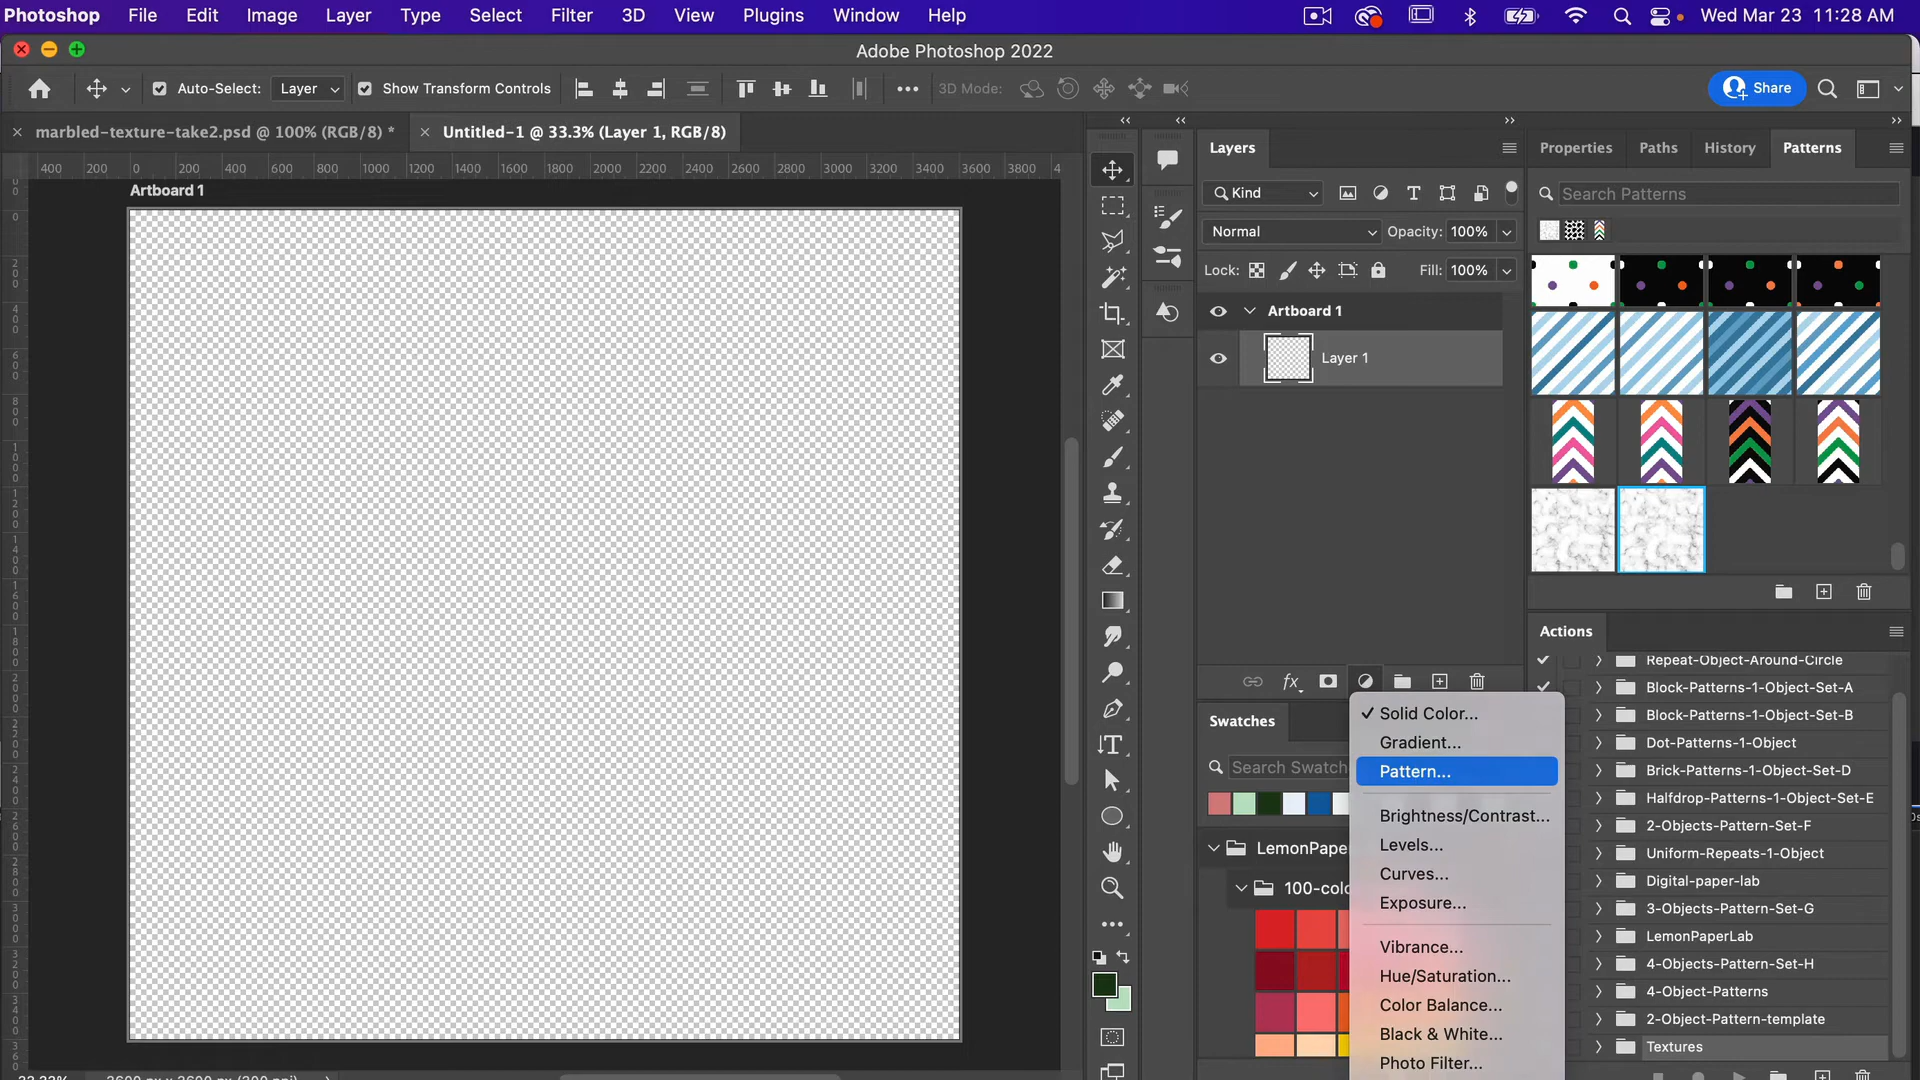 Photoshop File Edit Image Layer Type Select Filter 3D View Plugins Window Help Wed Mar 23 11:28 AM
Adobe Photoshop 2022
Auto-Select: Layer Show Transform Controls 3D Mode: Share
marbled-texture-take2.psd @ 100% (RGB/8) *
Untitled-1 @ 33.3% (Layer 1, RGB/8)
400 200 0 200 400 600 800 1000 1200 1400 1600 1800 2000 2200 2400 2600 2800 3000 3200 3400 3600 3800 4
Artboard 1
Layers
Kind
Normal Opacity: 100%
Lock: Fill: 100%
Artboard 1
Layer 1
Properties Paths History Patterns
Search Patterns
Actions
Repeat-Object-Around-Circle
Block-Patterns-1-Object-Set-A
Block-Patterns-1-Object-Set-B
Dot-Patterns-1-Object
Brick-Patterns-1-Object-Set-D
Halfdrop-Patterns-1-Object-Set-E
2-Objects-Pattern-Set-F
Uniform-Repeats-1-Object
Digital-paper-lab
3-Objects-Pattern-Set-G
LemonPaperLab
4-Objects-Pattern-Set-H
4-Object-Patterns
2-Object-Pattern-template
Textures
Swatches
Search Swatch
LemonPape
100-colo
Solid Color...
Gradient...
Pattern...
Brightness/Contrast...
Levels...
Curves...
Exposure...
Vibrance...
Hue/Saturation...
Color Balance...
Black & White...
Photo Filter...